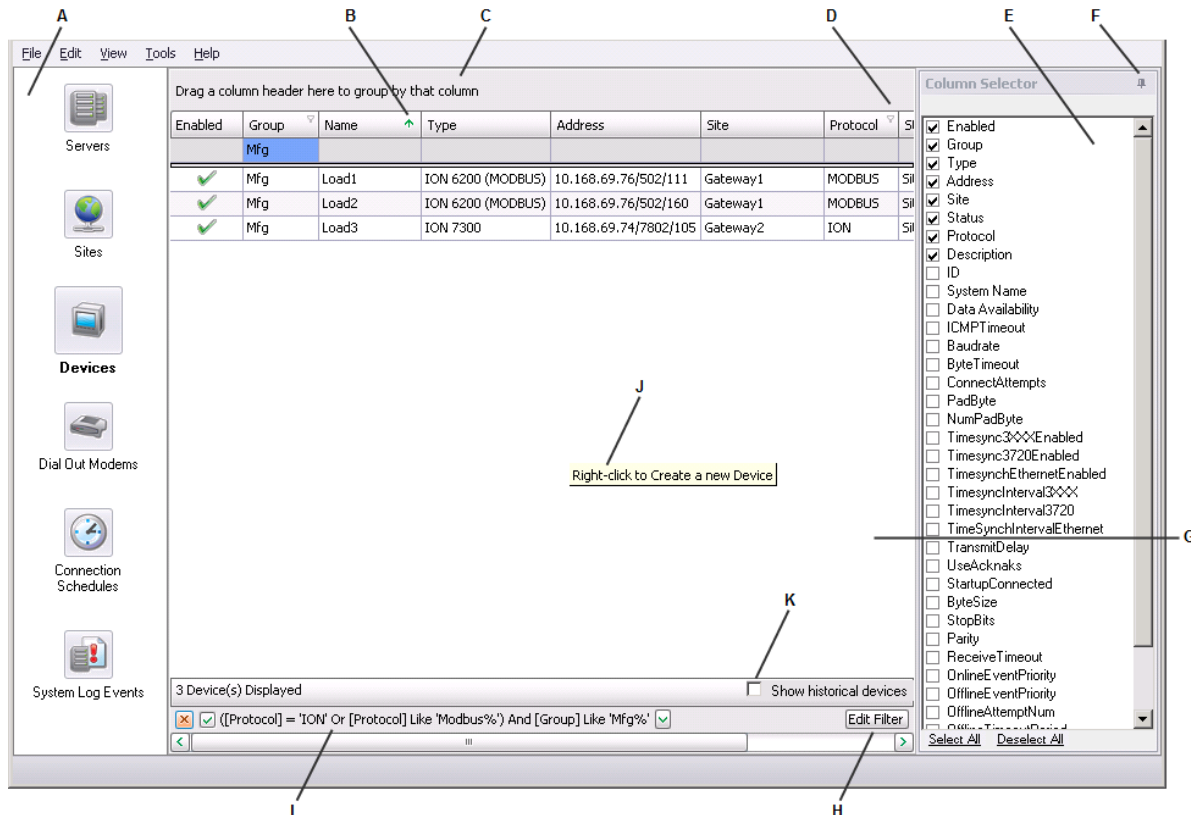 A B C D E F
File Edit View Tools Help
Servers
Sites
Devices
Dial Out Modems
Connection
Schedules
System Log Events
Drag a column header here to group by that column
Enabled Group Name Type Address Site Protocol
Mfg
Mfg Load1 ION 6200 (MODBUS) 10.168.69.76/502/111 Gateway1 MODBUS
Mfg Load2 ION 6200 (MODBUS) 10.168.69.76/502/160 Gateway1 MODBUS
Mfg Load3 ION 7300 10.168.69.74/7802/105 Gateway2 ION
J
Right-click to Create a new Device
G
K
3 Device(s) Displayed Show historical devices
([Protocol] = 'ION' Or [Protocol] Like 'Modbus%') And [Group] Like 'Mfg%' Edit Filter
Column Selector
Enabled
Group
Type
Address
Site
Status
Protocol
Description
ID
System Name
Data Availability
ICMPTimeout
Baudrate
ByteTimeout
ConnectAttempts
PadByte
NumPadByte
Timesync3XXXEnabled
Timesync3720Enabled
TimesynchEthernetEnabled
TimesyncInterval3XXX
TimesyncInterval3720
TimeSynchIntervalEthernet
TransmitDelay
UseAcknaks
StartupConnected
ByteSize
StopBits
Parity
ReceiveTimeout
OnlineEventPriority
OfflineEventPriority
OfflineAttemptNum
OfflineTimeoutPeriod
Select All Deselect All
I H